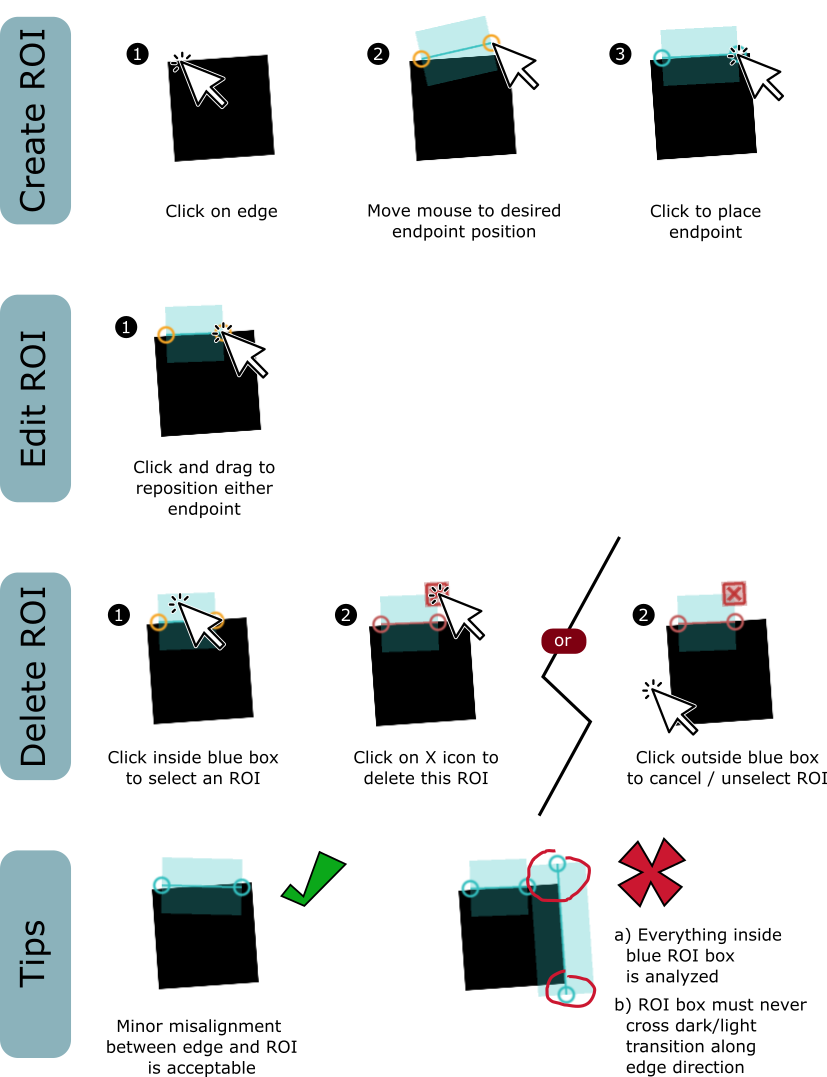 Create ROI
1
2
3
Click on edge
Move mouse to desired
endpoint position
Click to place
endpoint
Edit ROI
1
Click and drag to
reposition either
endpoint
Delete ROI
1
2
or
2
Click inside blue box
to select an ROI
Click on X icon to
delete this ROI
Click outside blue box
to cancel / unselect ROI
Tips
Minor misalignment
between edge and ROI
is acceptable
a) Everything inside
blue ROI box
is analyzed
b) ROI box must never
cross dark/light
transition along
edge direction